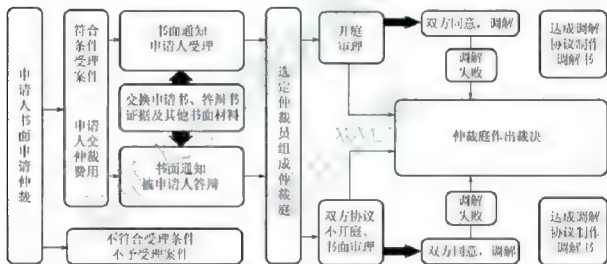 申请人书面申请仲裁
符合
条件
受理
案件
申请
人交
仲裁
费用
不符合受理条件
不予受理案件
书面通知
申请人受理
交换申请书、答辩书
证据及其他书面材料
书面通知
被申请人答辩
选定仲裁员组成仲裁庭
开庭
审理
双方协议
不开庭、
书面审理
双方同意，调解
调解
失败
达成调解
协议制作
调解书
仲裁庭作出裁决
调解
失败
双方同意，调解
达成调解
协议制作
调解书